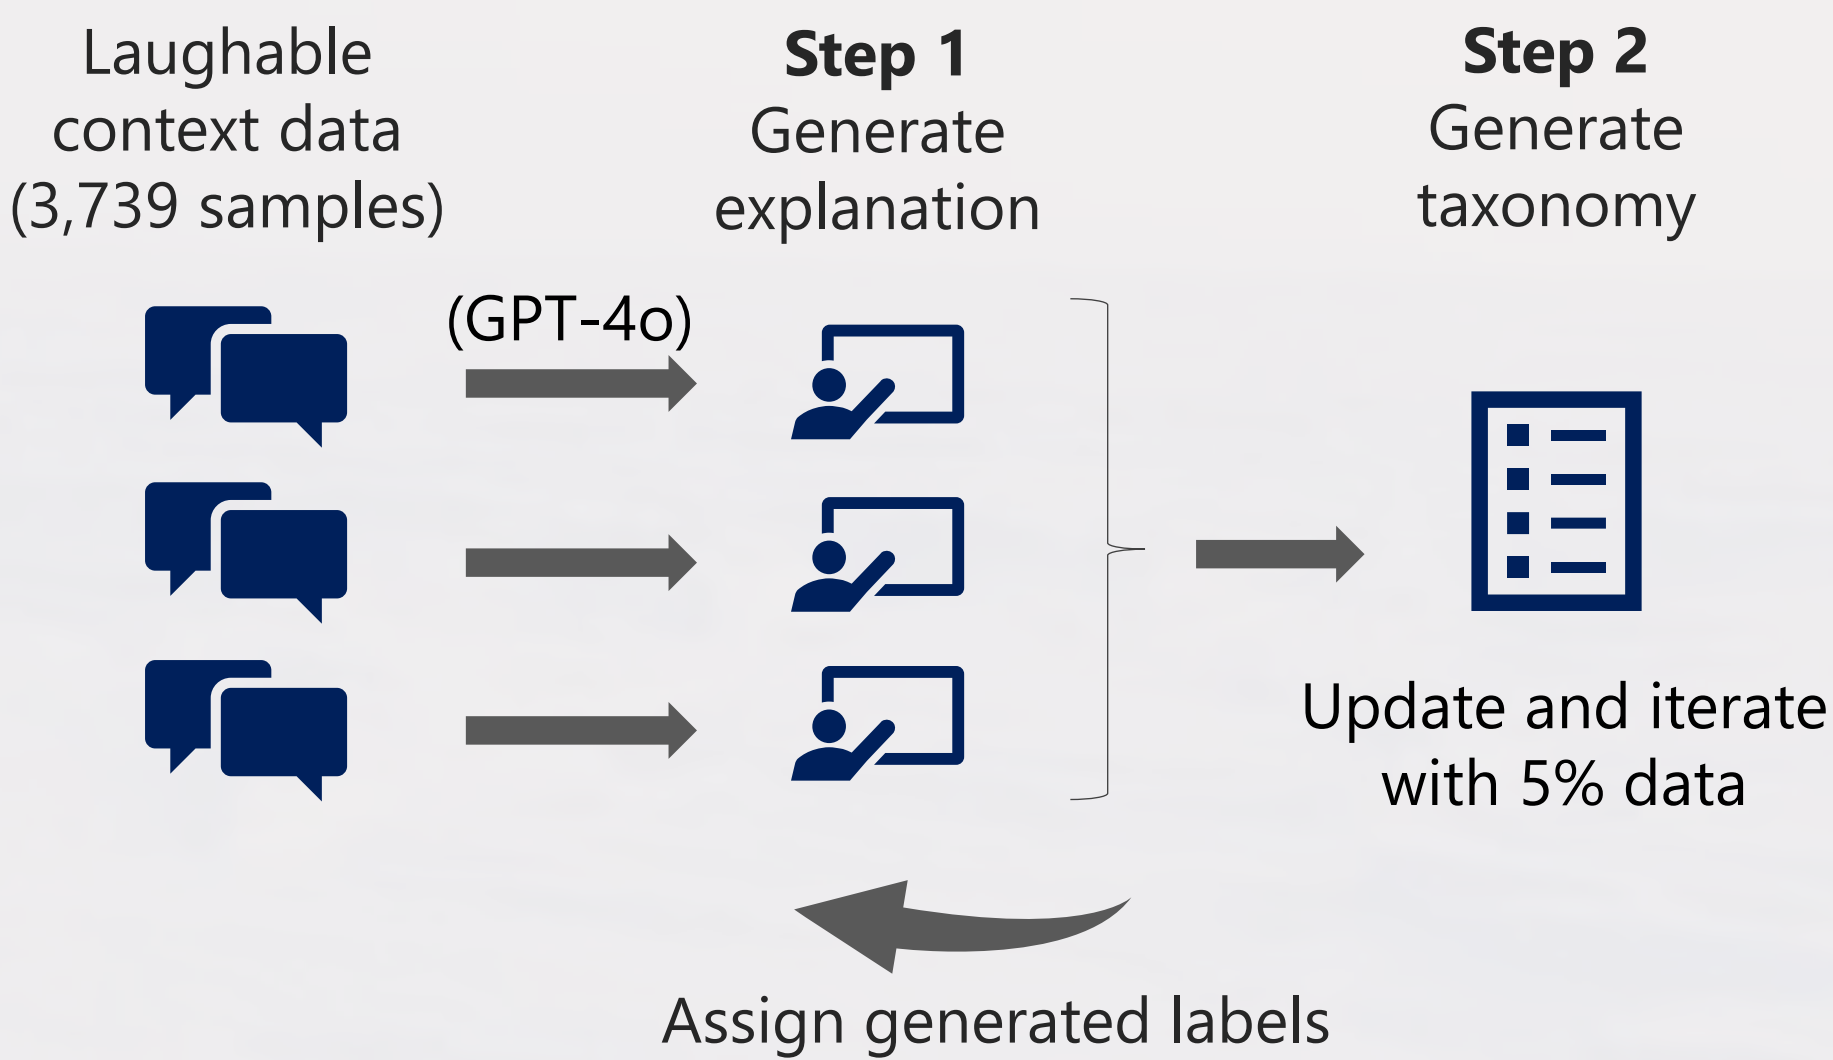 Laughable
context data
(3,739 samples)
Step 1
Generate
explanation
Step 2
Generate
taxonomy
(GPT-4o)
Update and iterate
with 5% data
Assign generated labels